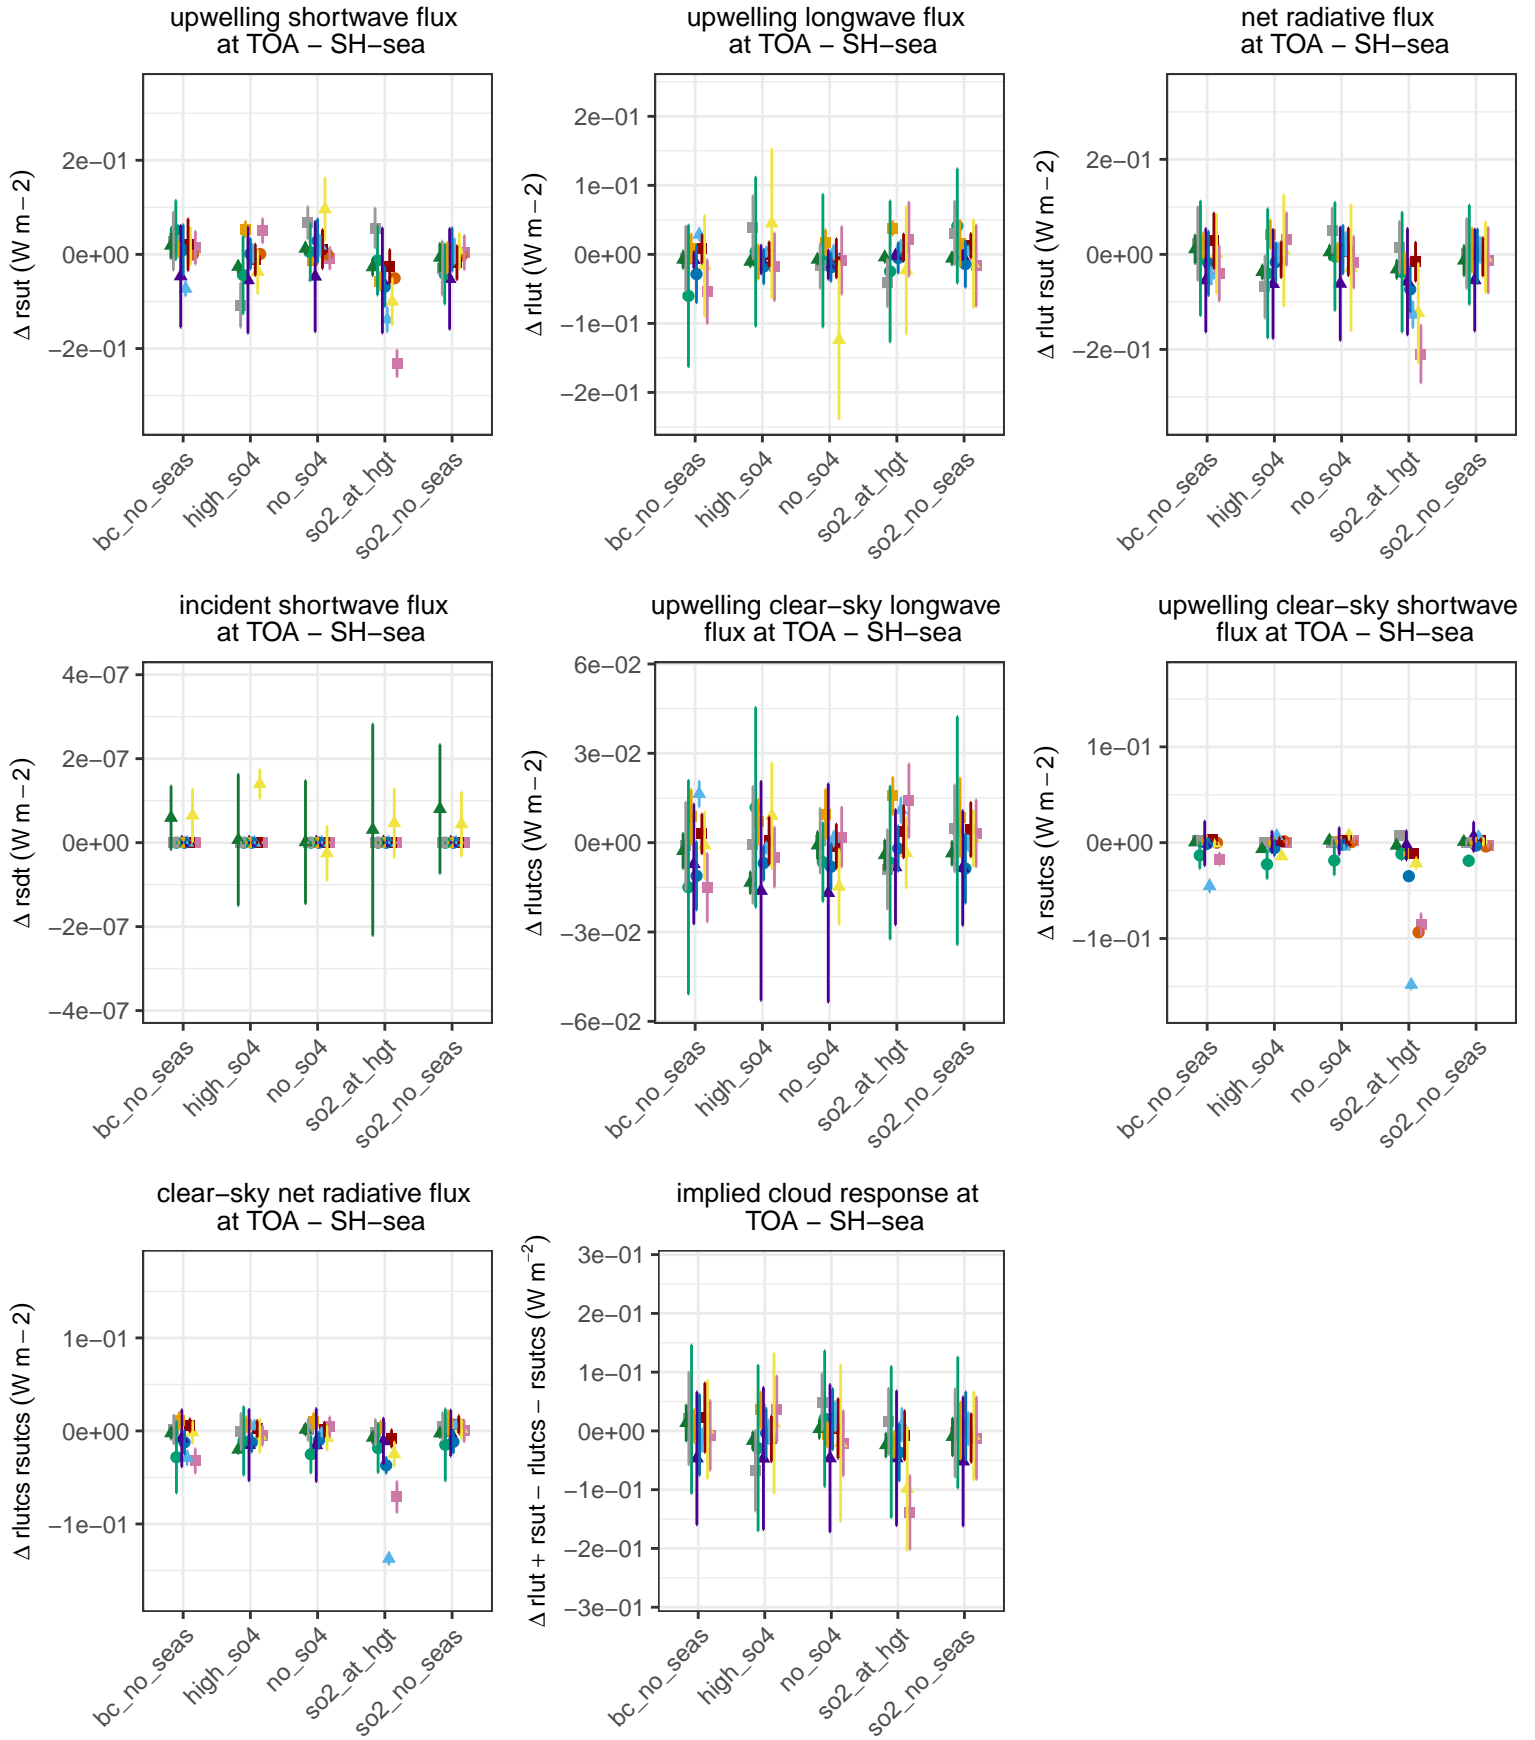 upwelling shortwave flux
at TOA − SH−sea
Δ rsut (W m − 2)
2e−01
0e+00
−2e−01
bc_no_seas
high_so4
no_so4
so2_at_hgt
so2_no_seas
upwelling longwave flux
at TOA − SH−sea
Δ rlut (W m − 2)
2e−01
1e−01
0e+00
−1e−01
−2e−01
bc_no_seas
high_so4
no_so4
so2_at_hgt
so2_no_seas
net radiative flux
at TOA − SH−sea
Δ rlut rsut (W m − 2)
2e−01
0e+00
−2e−01
bc_no_seas
high_so4
no_so4
so2_at_hgt
so2_no_seas
incident shortwave flux
at TOA − SH−sea
Δ rsdt (W m − 2)
4e−07
2e−07
0e+00
−2e−07
−4e−07
bc_no_seas
high_so4
no_so4
so2_at_hgt
so2_no_seas
upwelling clear−sky longwave
flux at TOA − SH−sea
Δ rlutcs (W m − 2)
6e−02
3e−02
0e+00
−3e−02
−6e−02
bc_no_seas
high_so4
no_so4
so2_at_hgt
so2_no_seas
upwelling clear−sky shortwave
flux at TOA − SH−sea
Δ rsutcs (W m − 2)
1e−01
0e+00
−1e−01
bc_no_seas
high_so4
no_so4
so2_at_hgt
so2_no_seas
clear−sky net radiative flux
at TOA − SH−sea
Δ rlutcs rsutcs (W m − 2)
1e−01
0e+00
−1e−01
bc_no_seas
high_so4
no_so4
so2_at_hgt
so2_no_seas
implied cloud response at
TOA − SH−sea
Δ rlut + rsut − rlutcs − rsutcs (W m⁻²)
3e−01
2e−01
1e−01
0e+00
−1e−01
−2e−01
−3e−01
bc_no_seas
high_so4
no_so4
so2_at_hgt
so2_no_seas